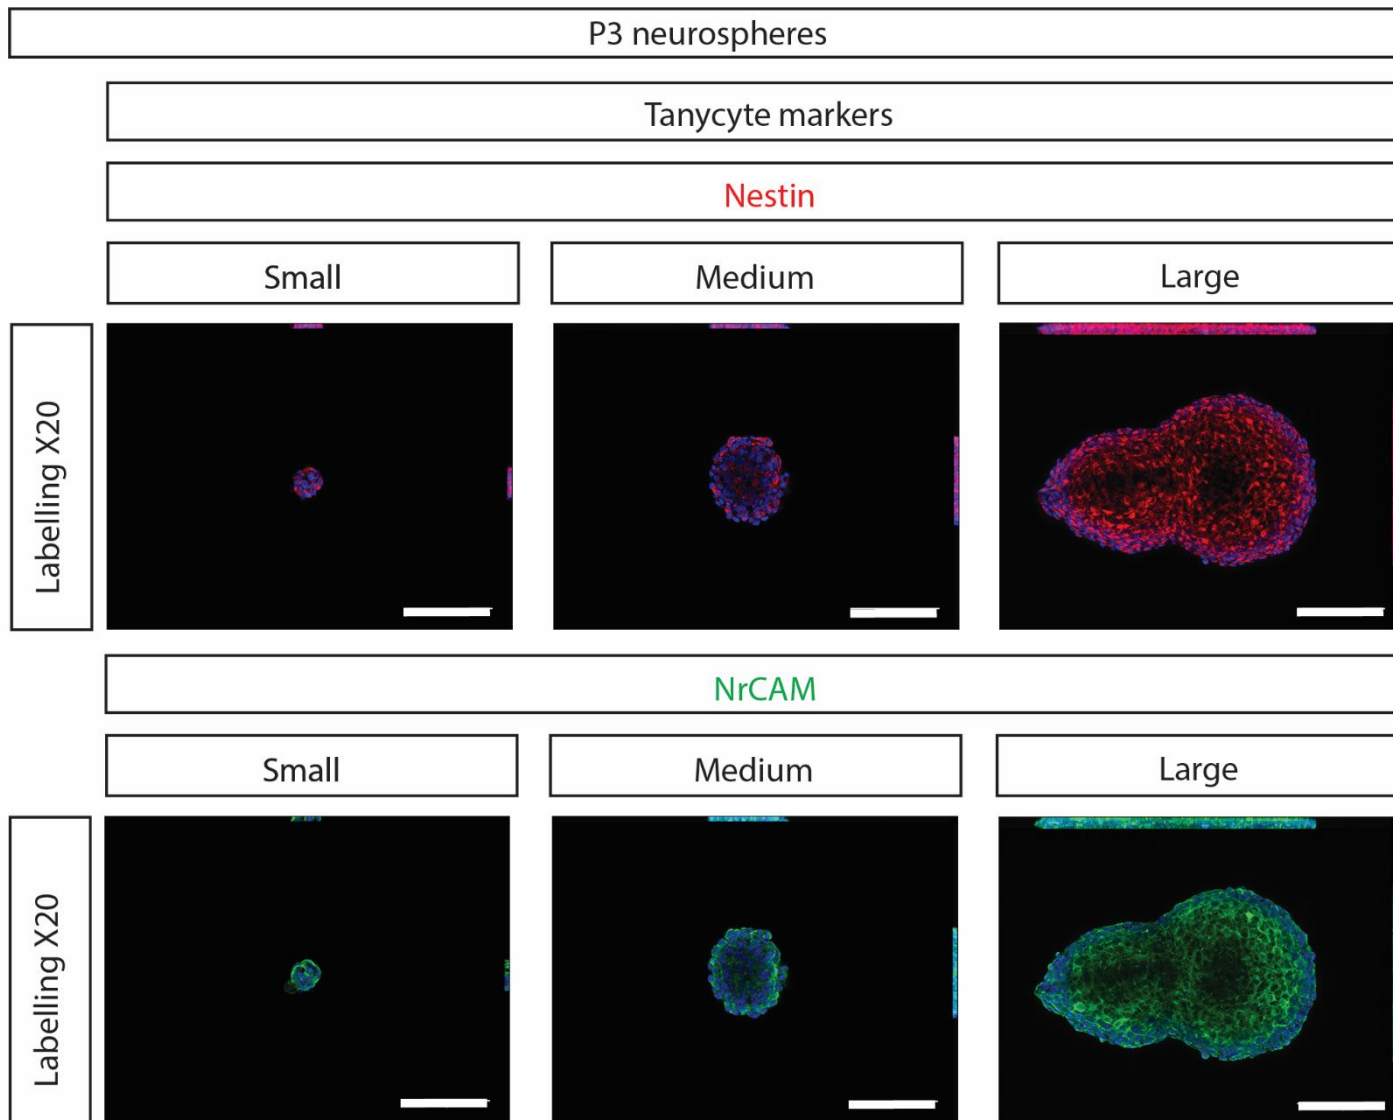 P3 neurospheres
Tanycyte markers
Nestin
Small
Medium
Large
Labelling X20
NrCAM
Small
Medium
Large
Labelling X20